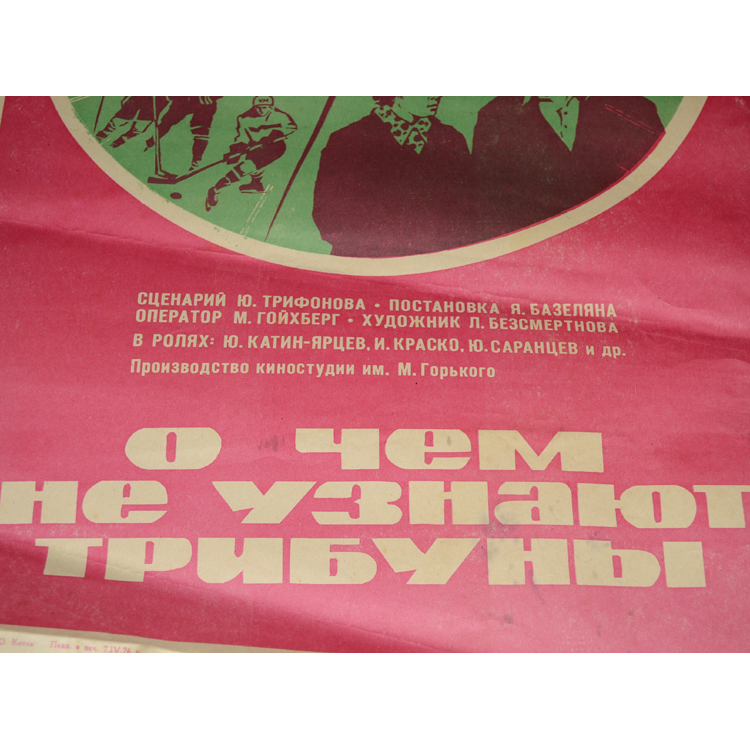 СЦЕНАРИЙ Ю. ТРИФОНОВА • ПОСТАНОВКА Я. БАЗЕЛЯНА
ОПЕРАТОР М. ГОЙХБЕРГ • ХУДОЖНИК Л. БЕЗСМЕРТНОВА
В РОЛЯХ: Ю. КАТИН-ЯРЦЕВ, И. КРАСКО, Ю. САРАНЦЕВ и др.
Производство киностудии им. М. Горького
О ЧЕМ
НЕ УЗНАЮТ
ТРИБУНЫ